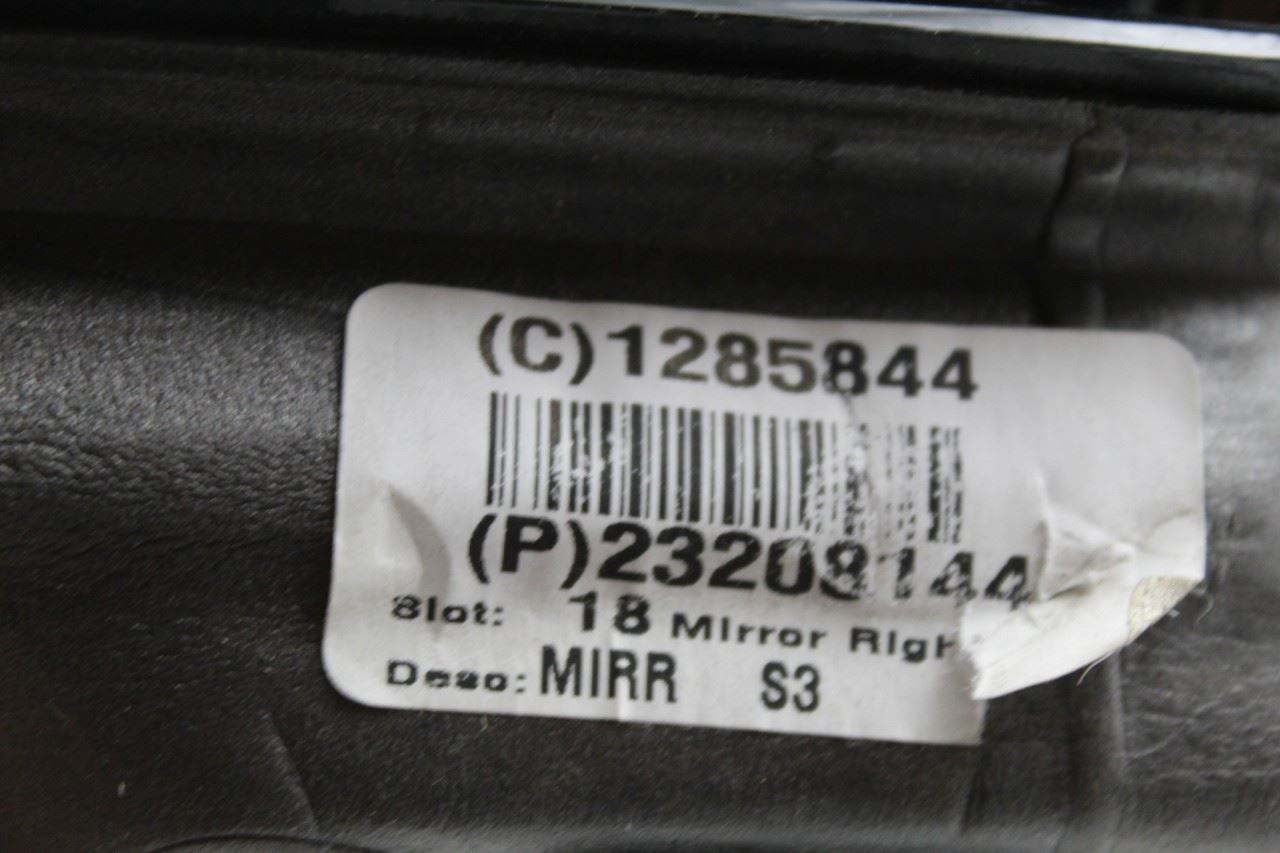 (C)1285844
(P)23208144
Slot: 18 Mirror Righ
Desc: MIRR S3